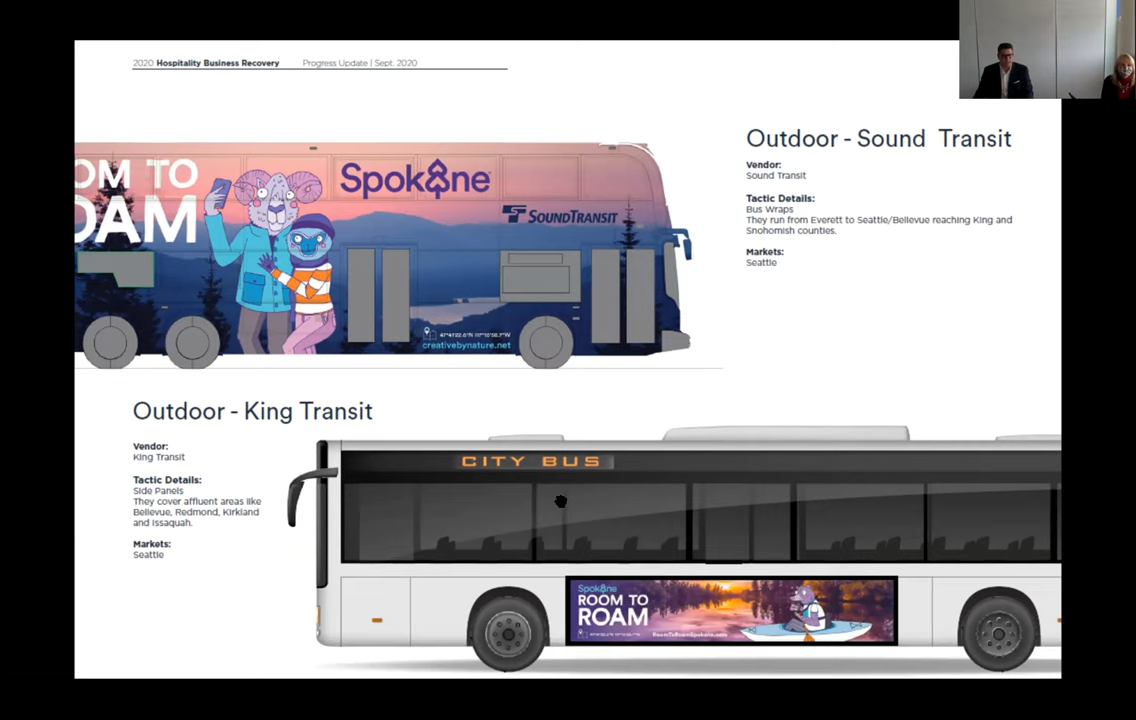 2020 Hospitality Business Recovery Progress Update | Sept. 2020
OM TO
OAM
Spokane
SOUNDTRANSIT
creativebynature.net
Outdoor - Sound Transit
Vendor:
Sound Transit
Tactic Details:
Bus Wraps
They run from Everett to Seattle/Bellevue reaching King and
Snohomish counties.
Markets:
Seattle
Outdoor - King Transit
Vendor:
King Transit
Tactic Details:
Side Panels
They cover affluent areas like
Bellevue, Redmond, Kirkland
and Issaquah.
Markets:
Seattle
CITY BUS
Spokane
ROOM TO
ROAM
RoomToRoamSpokane.com